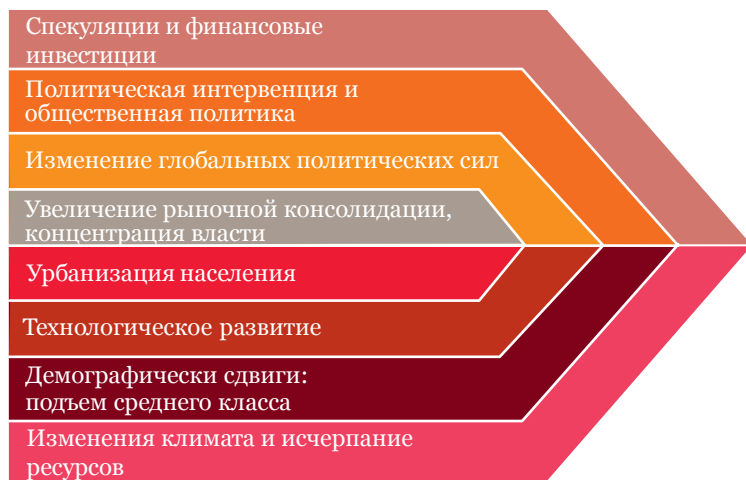 Спекуляции и финансовые
инвестиции
Политическая интервенция и
общественная политика
Изменение глобальных политических сил
Увеличение рыночной консолидации,
концентрация власти
Урбанизация населения
Технологическое развитие
Демографически сдвиги:
подъем среднего класса
Изменения климата и исчерпание
ресурсов